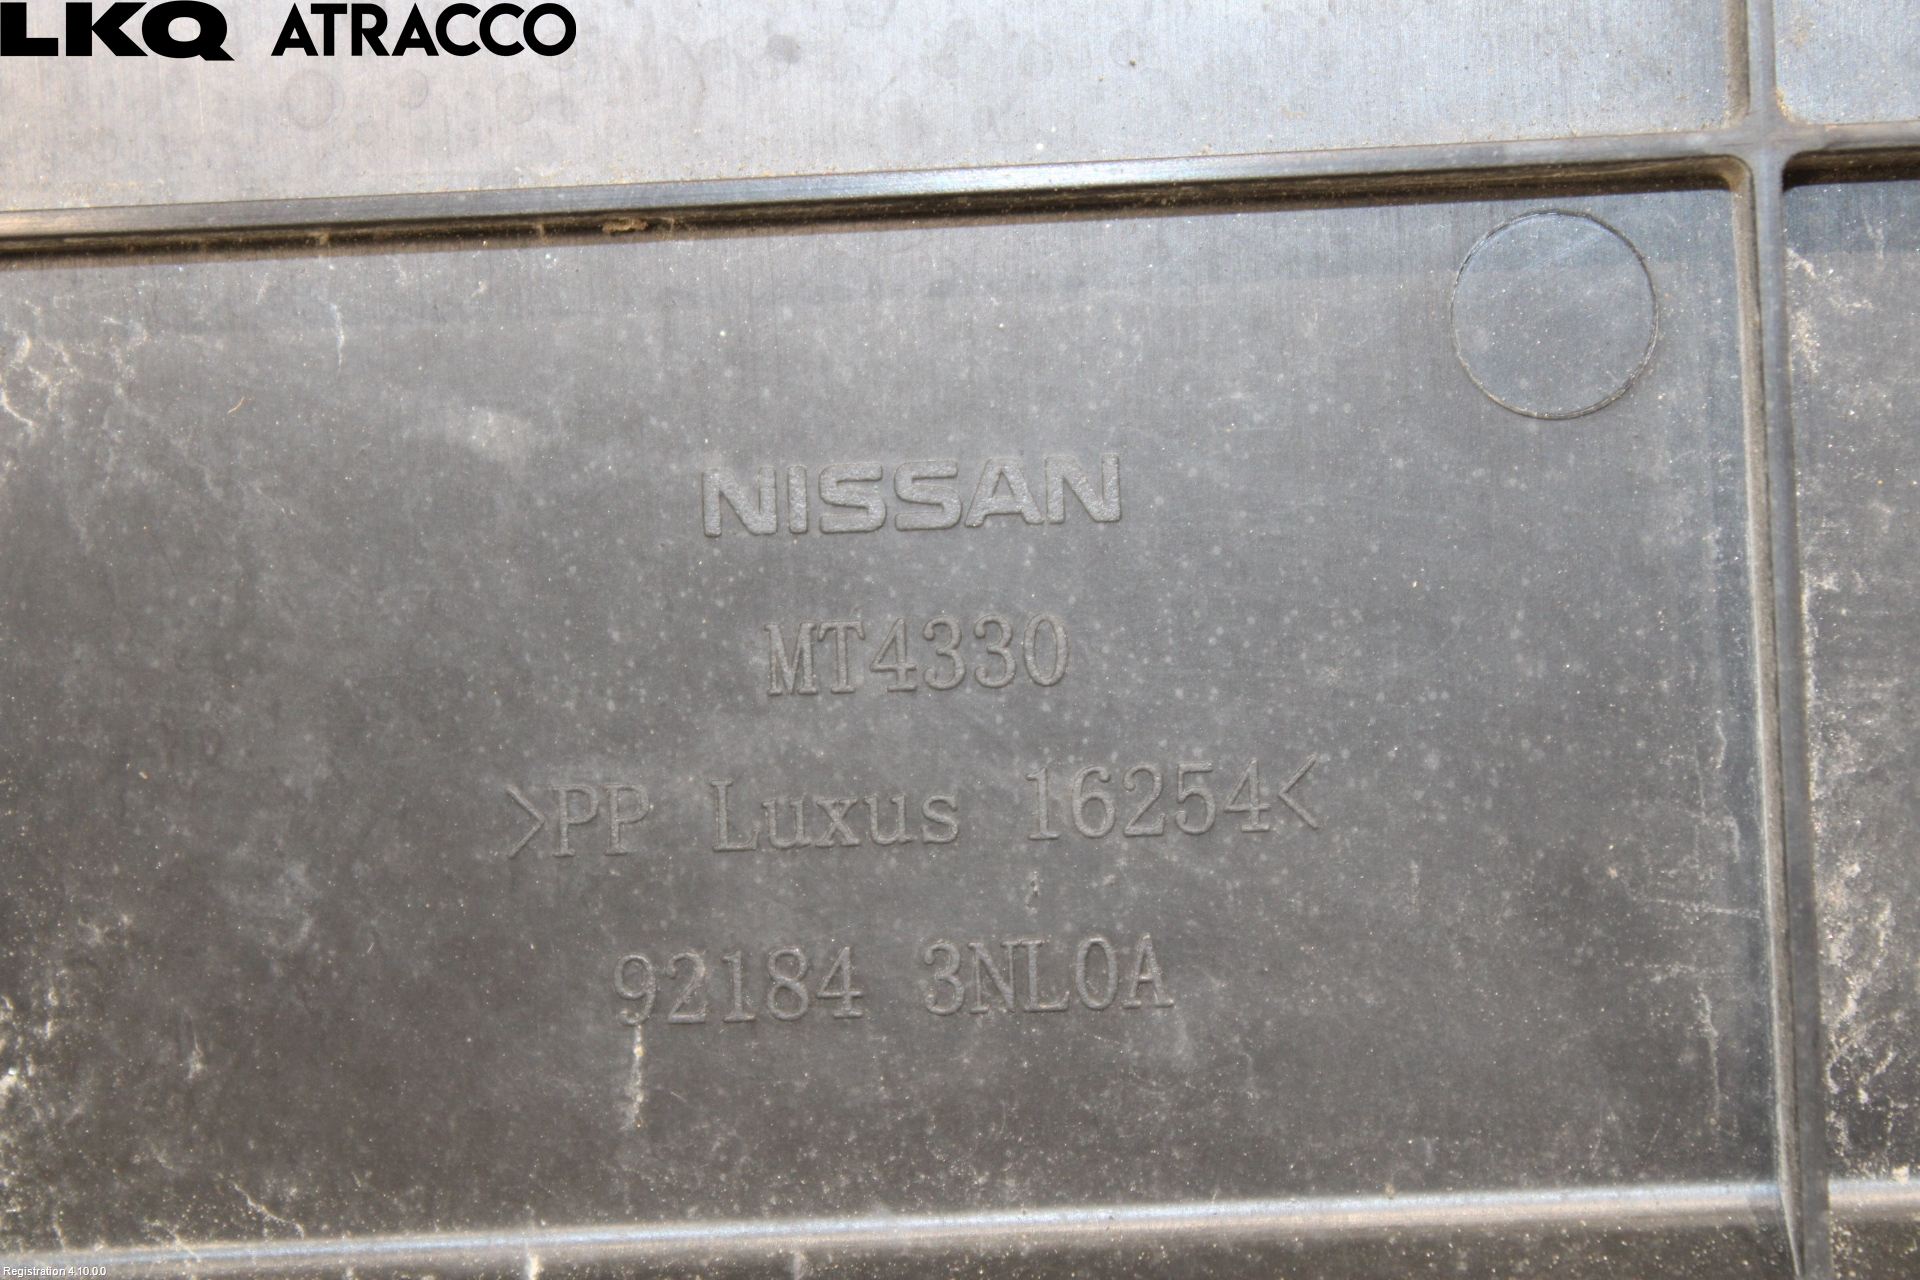 LKQ ATRACCO
NISSAN
MT4330
>PP Luxus 16254<
92184 3NL0A
Registration 4.10.0.0